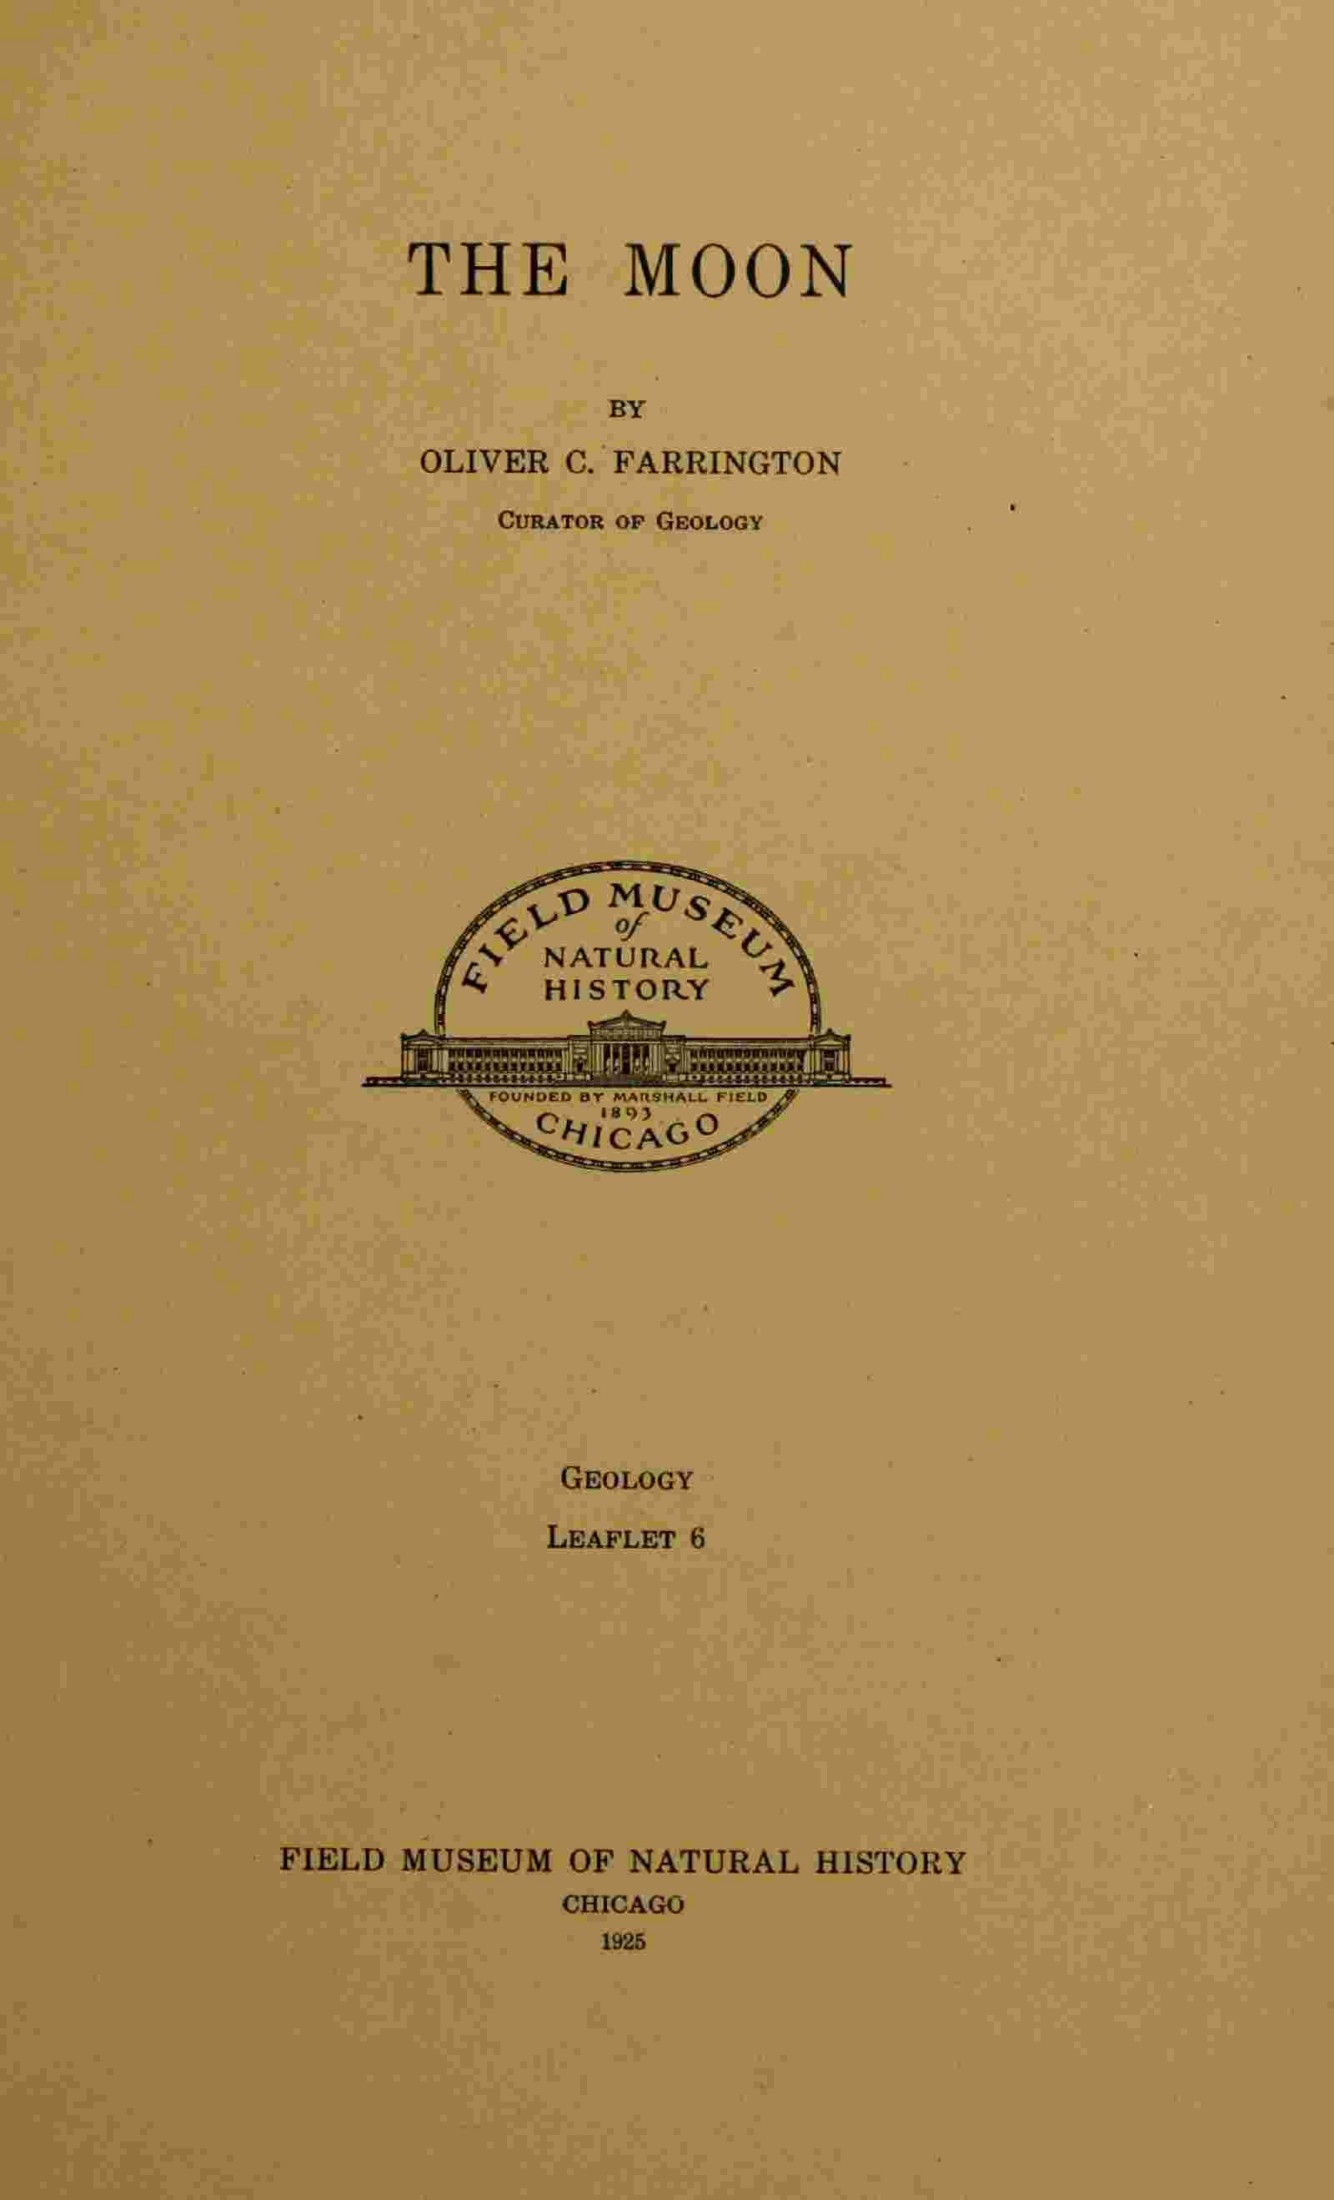 THE MOON
BY
OLIVER C. FARRINGTON
CURATOR OF GEOLOGY
FIELD MUSEUM
of
NATURAL
HISTORY
FOUNDED BY MARSHALL FIELD
1893
CHICAGO
GEOLOGY
LEAFLET 6
FIELD MUSEUM OF NATURAL HISTORY
CHICAGO
1925